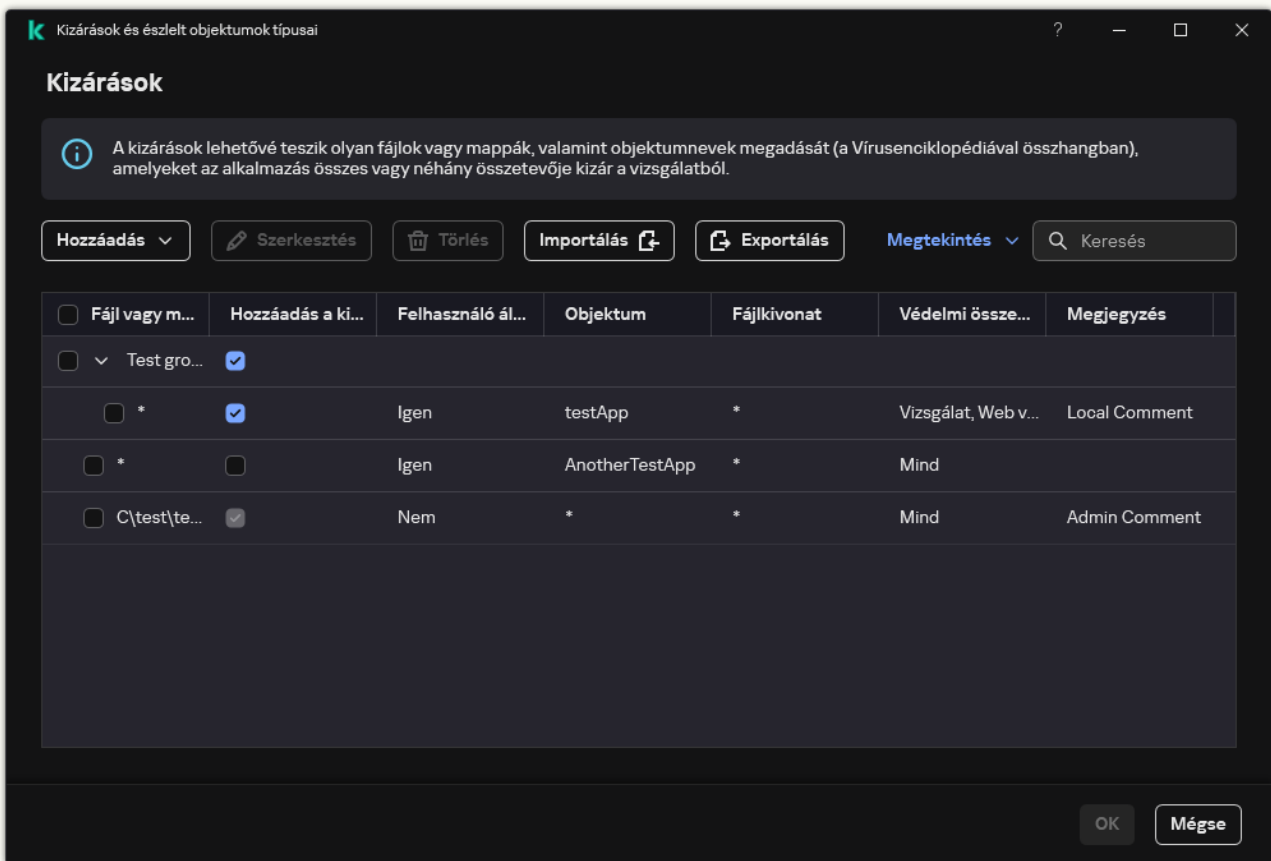 Kizárások és észlelt objektumok típusai
Kizárások
A kizárások lehetővé teszik olyan fájlok vagy mappák, valamint objektumnevek megadását (a Vírusenciklopédiával összhangban),
amelyeket az alkalmazás összes vagy néhány összetevője kizár a vizsgálatból.
Hozzáadás Szerkesztés Törlés Importálás Exportálás Megtekintés Keresés
Fájl vagy m... Hozzáadás a ki... Felhasználó ál... Objektum Fájlkivonat Védelmi össze... Megjegyzés
Test gro...
* Igen testApp * Vizsgálat, Web v... Local Comment
* Igen AnotherTestApp * Mind
C\test\te... Nem * * Mind Admin Comment
OK Mégse